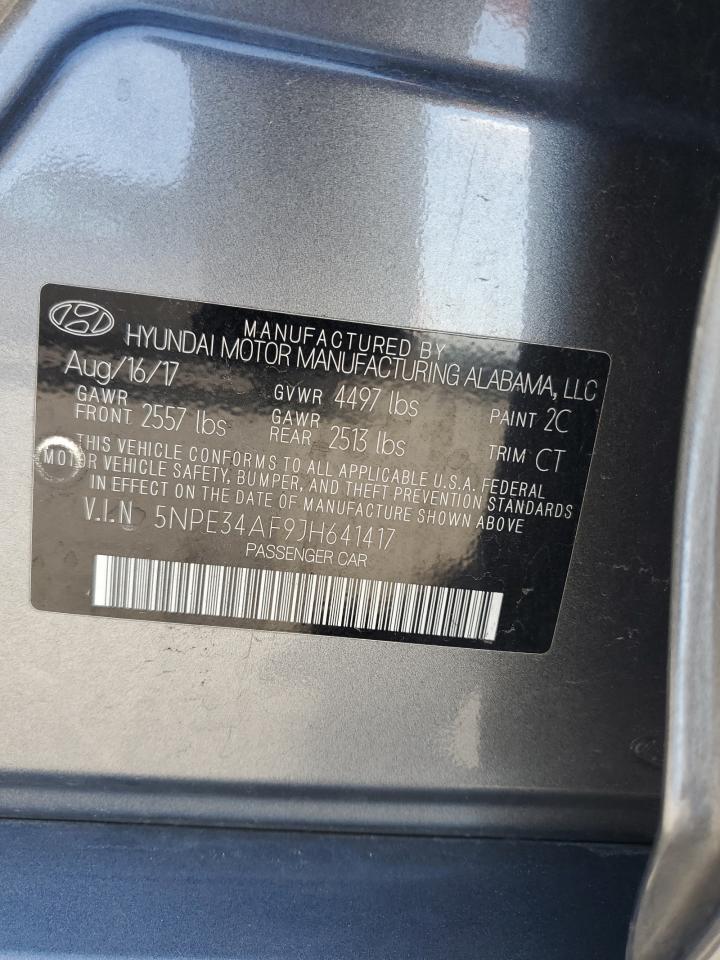 MANUFACTURED BY
HYUNDAI MOTOR MANUFACTURING ALABAMA, LLC
Aug/16/17 GVWR 4497 lbs PAINT 2C
GAWR FRONT 2557 lbs GAWR REAR 2513 lbs TRIM CT
THIS VEHICLE CONFORMS TO ALL APPLICABLE U.S.A. FEDERAL
MOTOR VEHICLE SAFETY, BUMPER, AND THEFT PREVENTION STANDARDS
IN EFFECT ON THE DATE OF MANUFACTURE SHOWN ABOVE
V.I.N 5NPE34AF9JH641417
PASSENGER CAR